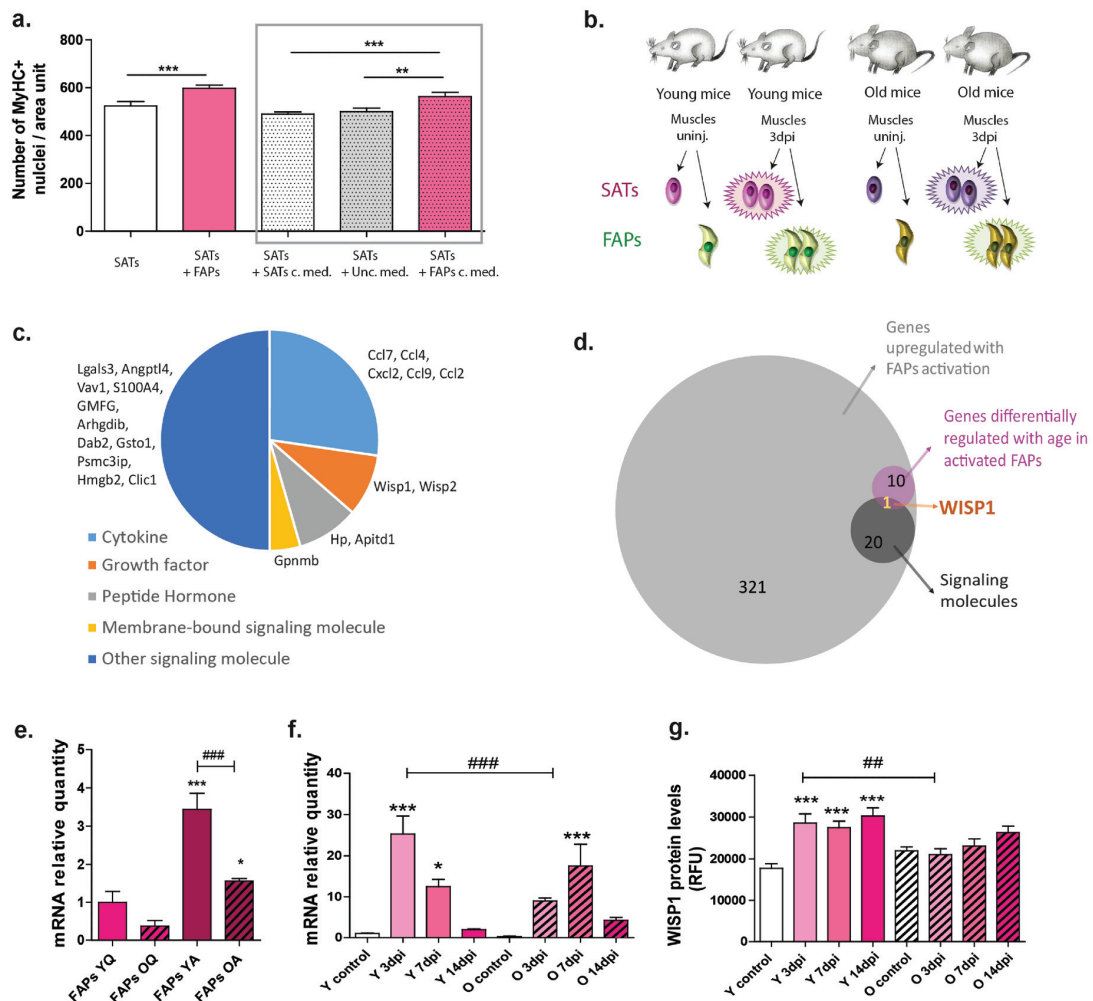 a.
Number of MyHC+
nulclei / area unit
800
600
400
200
0
***
***
**
SATs
SATs
+ FAPs
SATs
+ SATs c. med.
SATs
+ Unc. med.
SATs
+ FAPs c. med.
b.
Young mice
Young mice
Old mice
Old mice
Muscles
uninj.
Muscles
3dpi
Muscles
uninj.
Muscles
3dpi
SATs
FAPs
c.
Lgals3, Angptl4,
Vav1, S100A4,
GMFG,
Arhgdib,
Dab2, Gsto1,
Psmc3ip,
Hmgb2, Clic1
Ccl7, Ccl4,
Cxcl2, Ccl9, Ccl2
Wisp1, Wisp2
Hp, Apitd1
Gpnmb
Cytokine
Growth factor
Peptide Hormone
Membrane-bound signaling molecule
Other signaling molecule
d.
Genes
upregulated with
FAPs activation
Genes differentially
regulated with age in
activated FAPs
10
1
WISP1
20
321
Signaling
molecules
e.
mRNA relative quantity
5
4
3
2
1
0
***
###
*
FAPs YQ
FAPs OQ
FAPs YA
FAPs OA
f.
mRNA relative quantity
40
30
20
10
0
###
***
*
***
Y control
Y 3dpi
Y 7dpi
Y 14dpi
O control
O 3dpi
O 7dpi
O 14dpi
g.
WISP1 protein levels
(RFU)
40000
30000
20000
10000
0
##
***
***
***
Y control
Y 3dpi
Y 7dpi
Y 14dpi
O control
O 3dpi
O 7dpi
O 14dpi